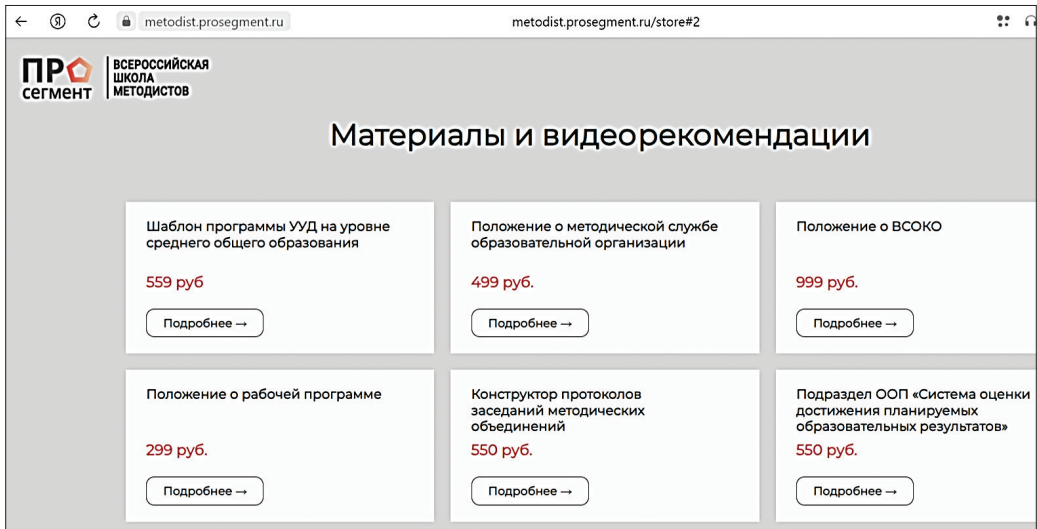 metodist.prosegment.ru
metodist.prosegment.ru/store#2
ПРО
сегмент
ВСЕРОССИЙСКАЯ
ШКОЛА
МЕТОДИСТОВ
Материалы и видеорекомендации
Шаблон программы УУД на уровне
среднего общего образования
559 руб
Подробнее →
Положение о методической службе
образовательной организации
499 руб.
Подробнее →
Положение о ВСОКО
999 руб.
Подробнее →
Положение о рабочей программе
299 руб.
Подробнее →
Конструктор протоколов
заседаний методических
объединений
550 руб.
Подробнее →
Подраздел ООП «Система оценки
достижения планируемых
образовательных результатов»
550 руб.
Подробнее →